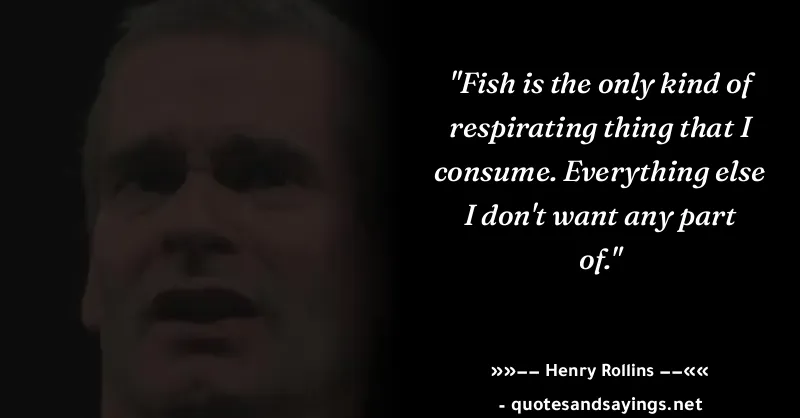 "Fish is the only kind of
respirating thing that I
consume. Everything else
I don't want any part
of."
»»–– Henry Rollins ––««
- quotesandsayings.net